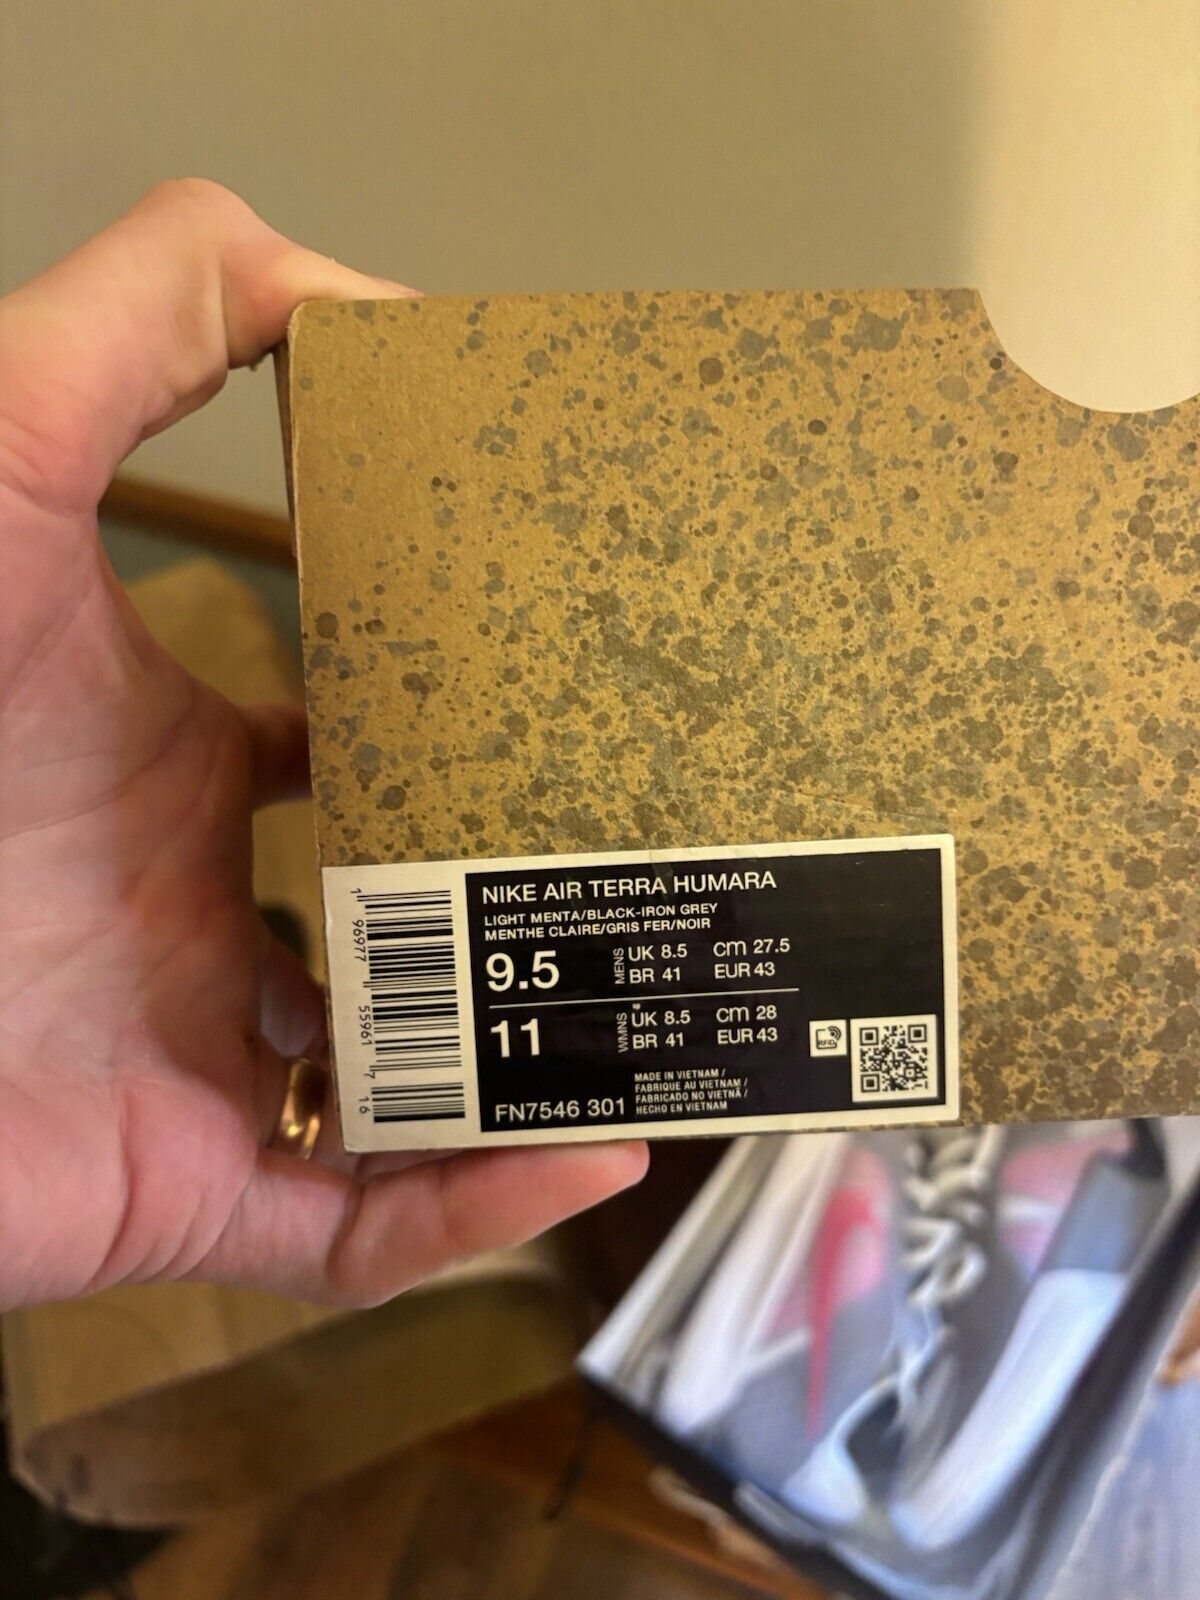 NIKE AIR TERRA HUMARA
LIGHT MENTA/BLACK-IRON GREY
MENTHE CLAIRE/GRIS FER/NOIR
9.5 MENS UK 8.5 cm 27.5
BR 41 EUR 43
11 WMNS UK 8.5 cm 28
BR 41 EUR 43
RFID
MADE IN VIETNAM /
FABRIQUE AU VIETNAM /
FABRICADO NO VIETNÃ /
HECHO EN VIETNAM
FN7546 301
1 96977 55961 7 16